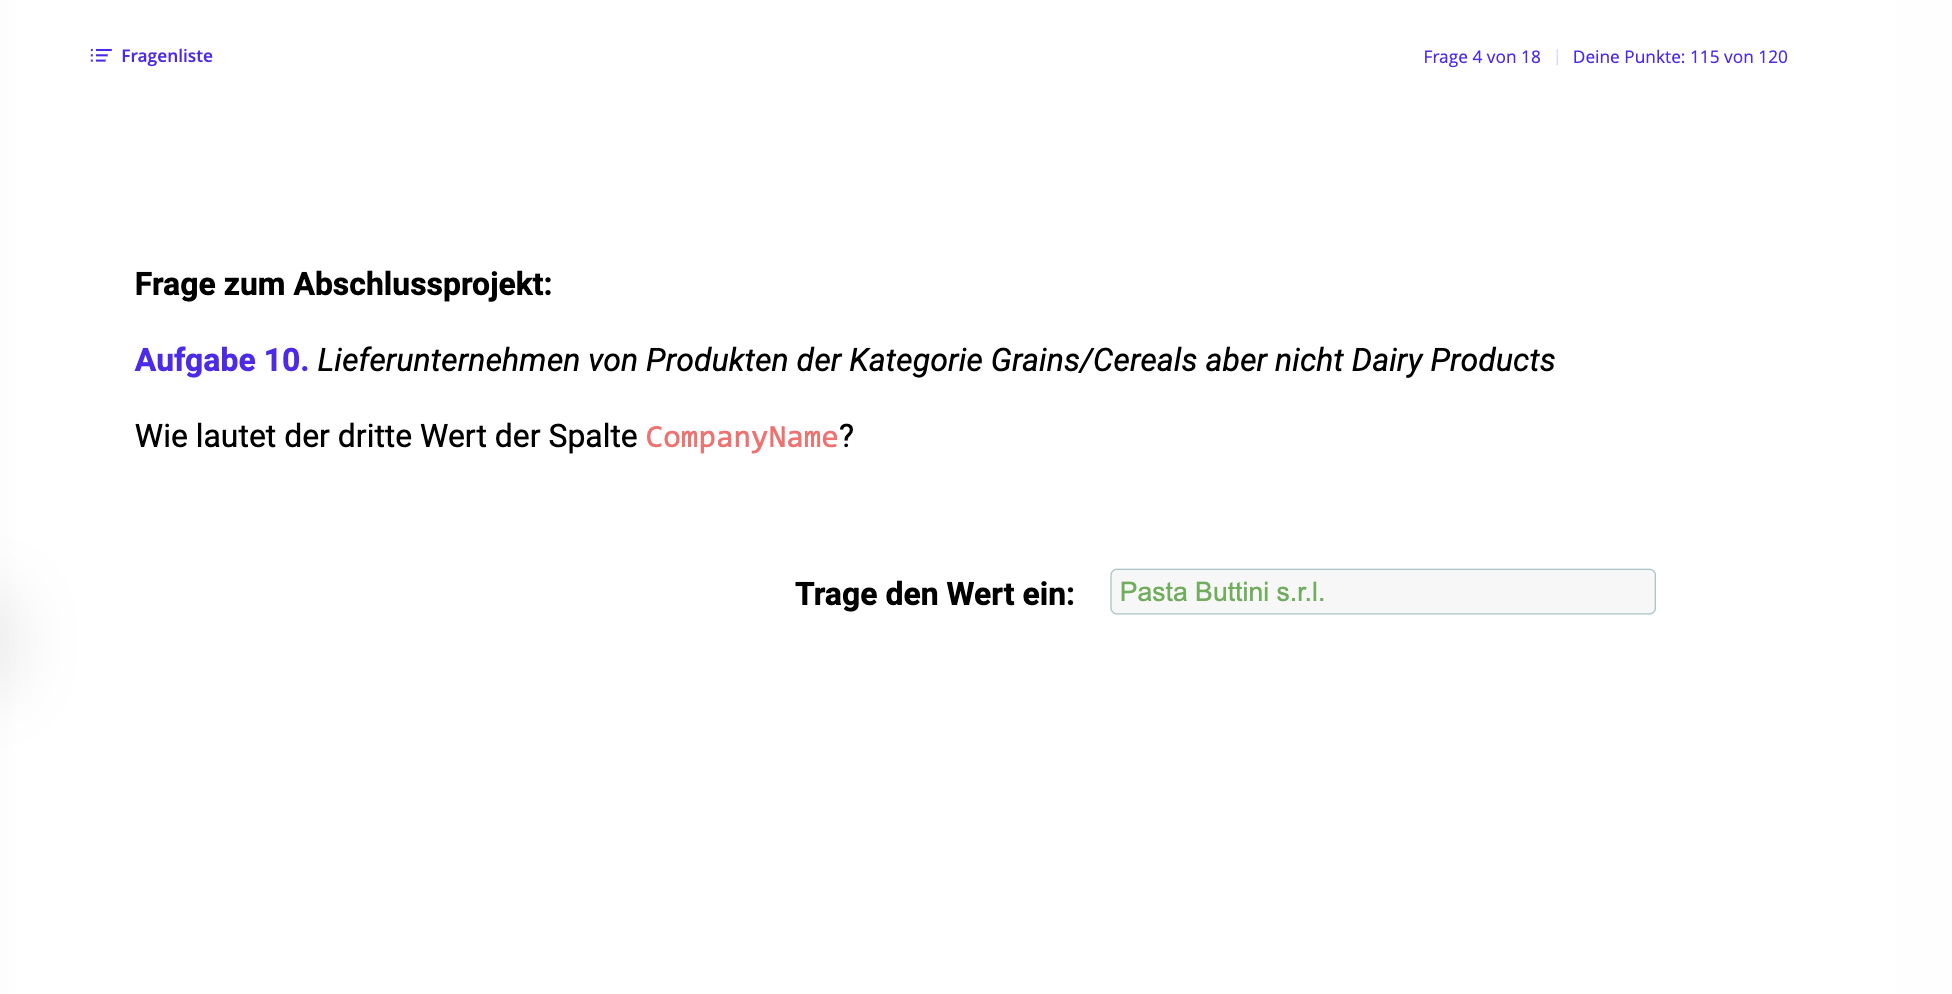 Fragenliste
Frage 4 von 18 | Deine Punkte: 115 von 120
Frage zum Abschlussprojekt:
Aufgabe 10. Lieferunternehmen von Produkten der Kategorie Grains/Cereals aber nicht Dairy Products
Wie lautet der dritte Wert der Spalte CompanyName?
Trage den Wert ein: Pasta Buttini s.r.l.